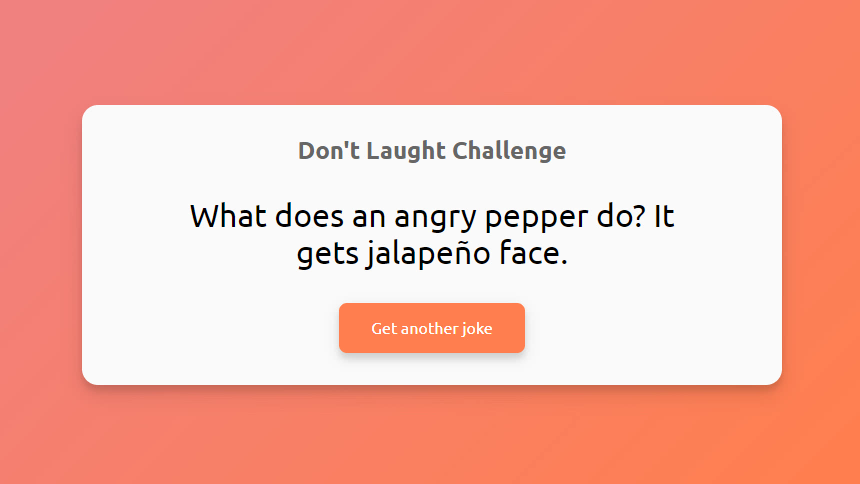 Don't Laught Challenge
What does an angry pepper do? It
gets jalapeño face.
Get another joke